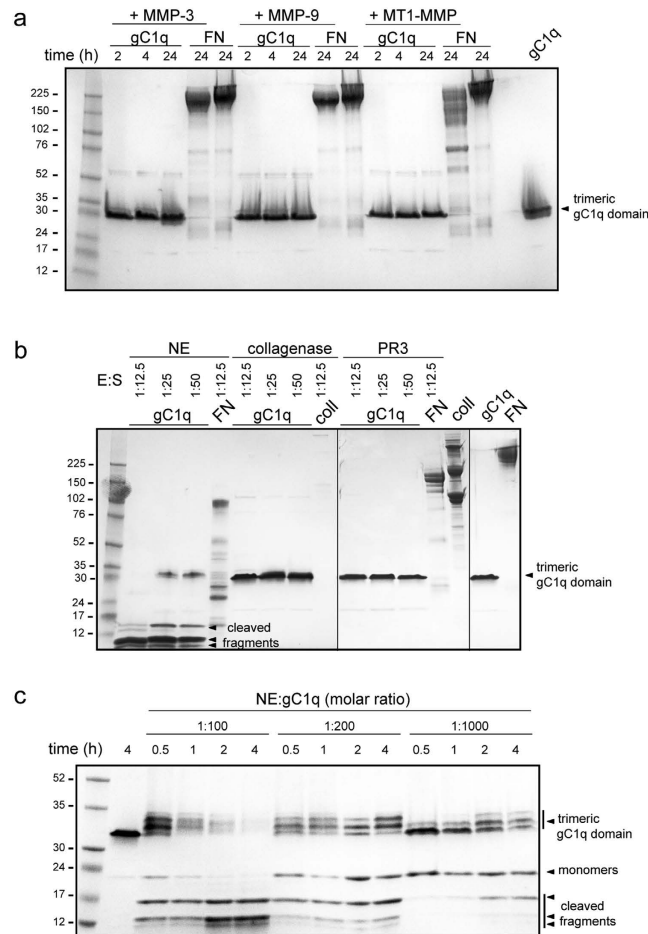 a
+ MMP-3 + MMP-9 + MT1-MMP
gC1q FN gC1q FN gC1q FN gC1q
time (h) 2 4 24 24 24 2 4 24 24 24 2 4 24 24 24
225
150
102
76
52
35
30
24
17
12
trimeric
gC1q domain
b
NE collagenase PR3
E:S 1:12.5 1:25 1:50 1:12.5 1:12.5 1:25 1:50 1:12.5 1:12.5 1:25 1:50 1:12.5
gC1q FN gC1q coll gC1q FN coll gC1q FN
225
150
102
76
52
35
30
24
17
12
trimeric
gC1q domain
cleaved
fragments
c
NE:gC1q (molar ratio)
1:100 1:200 1:1000
time (h) 4 0.5 1 2 4 0.5 1 2 4 0.5 1 2 4
52
35
30
24
17
12
trimeric
gC1q domain
monomers
cleaved
fragments